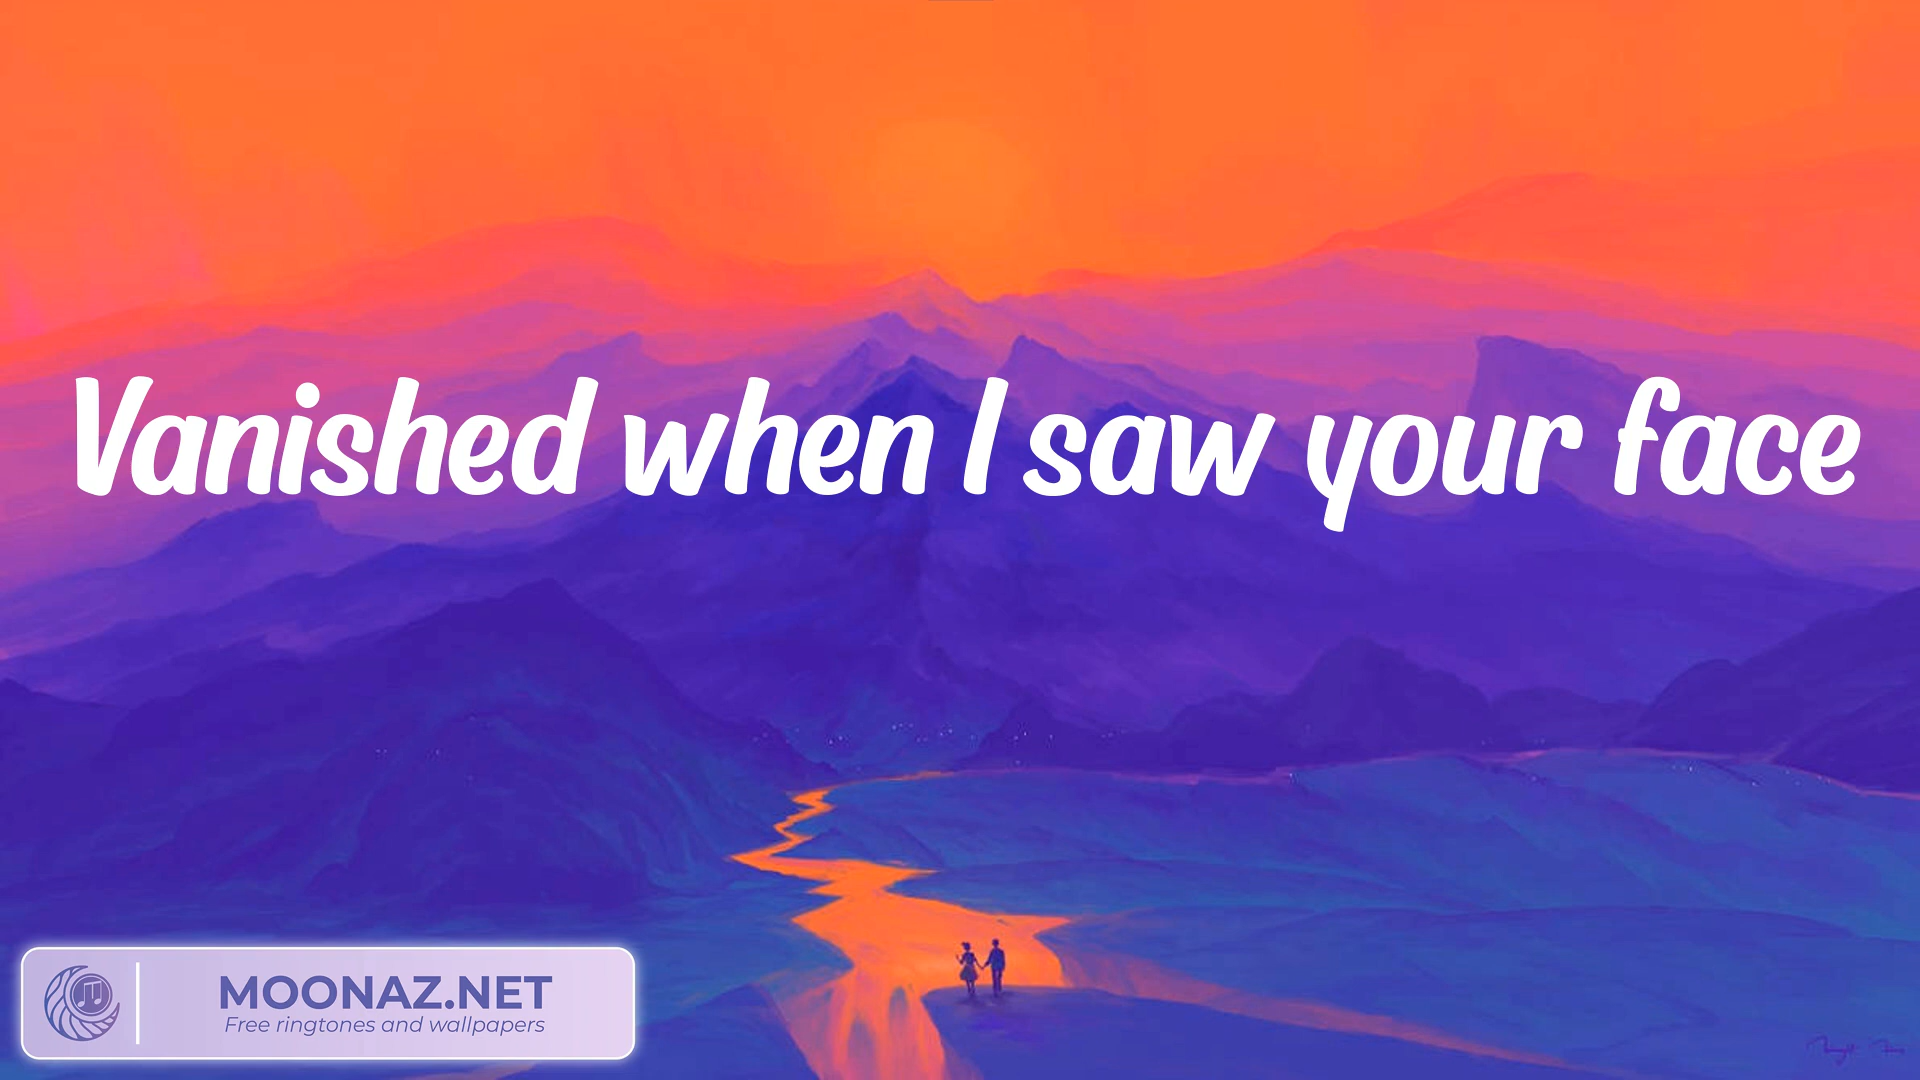 Vanished when I saw your face
MOONAZ.NET
Free ringtones and wallpapers